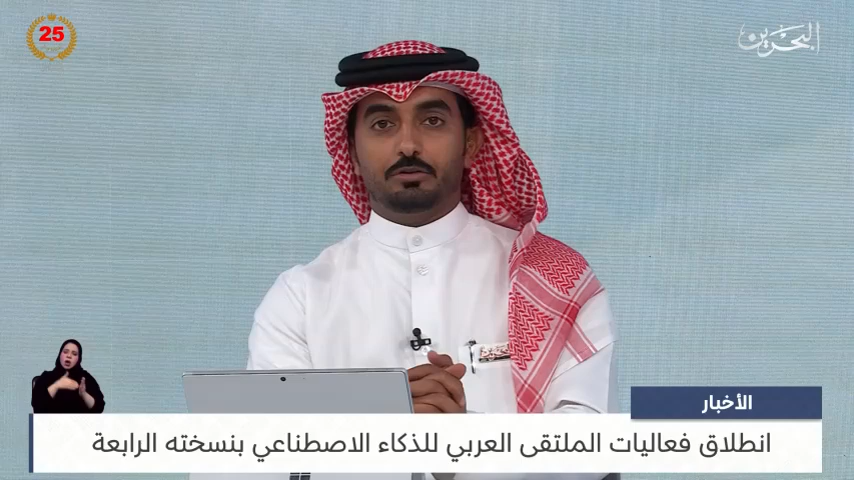 25
البحرين
الأخبار
انطلاق فعاليات الملتقى العربي للذكاء الاصطناعي بنسخته الرابعة